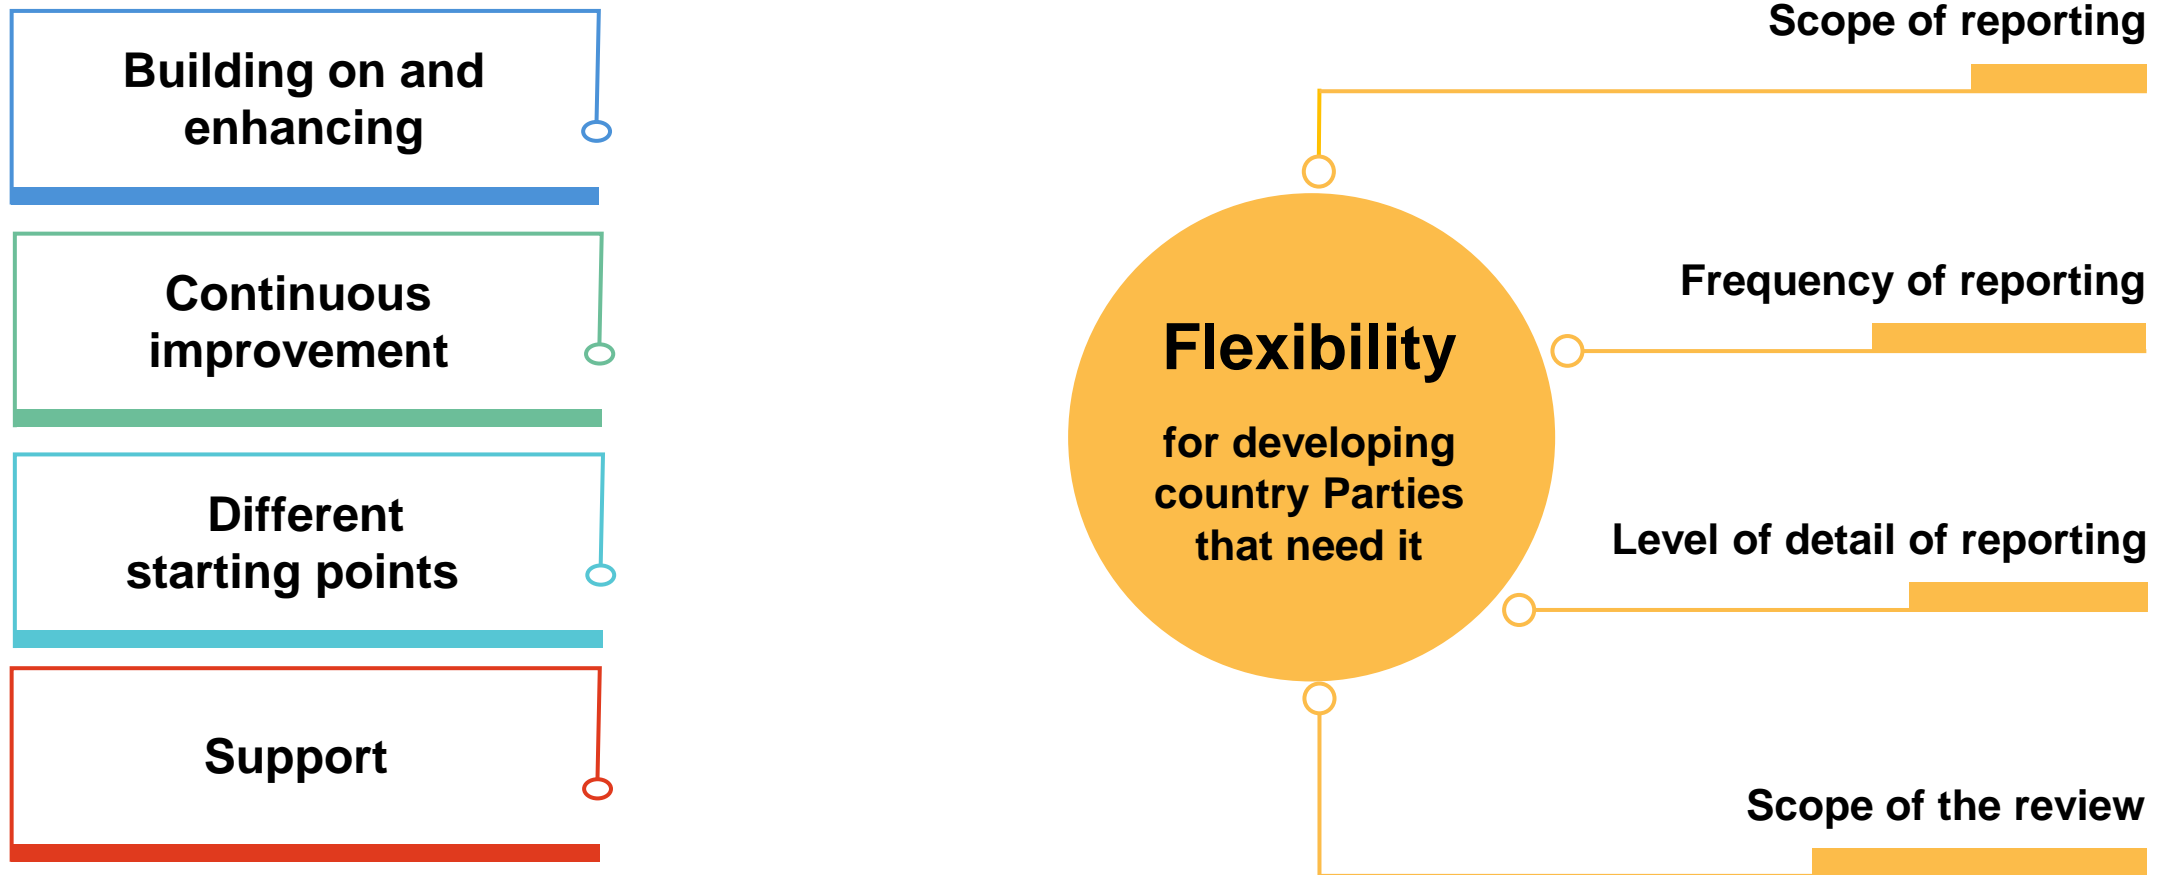 Building on and
enhancing
Continuous
improvement
Different
starting points
Support
Flexibility
for developing
country Parties
that need it
Scope of reporting
Frequency of reporting
Level of detail of reporting
Scope of the review